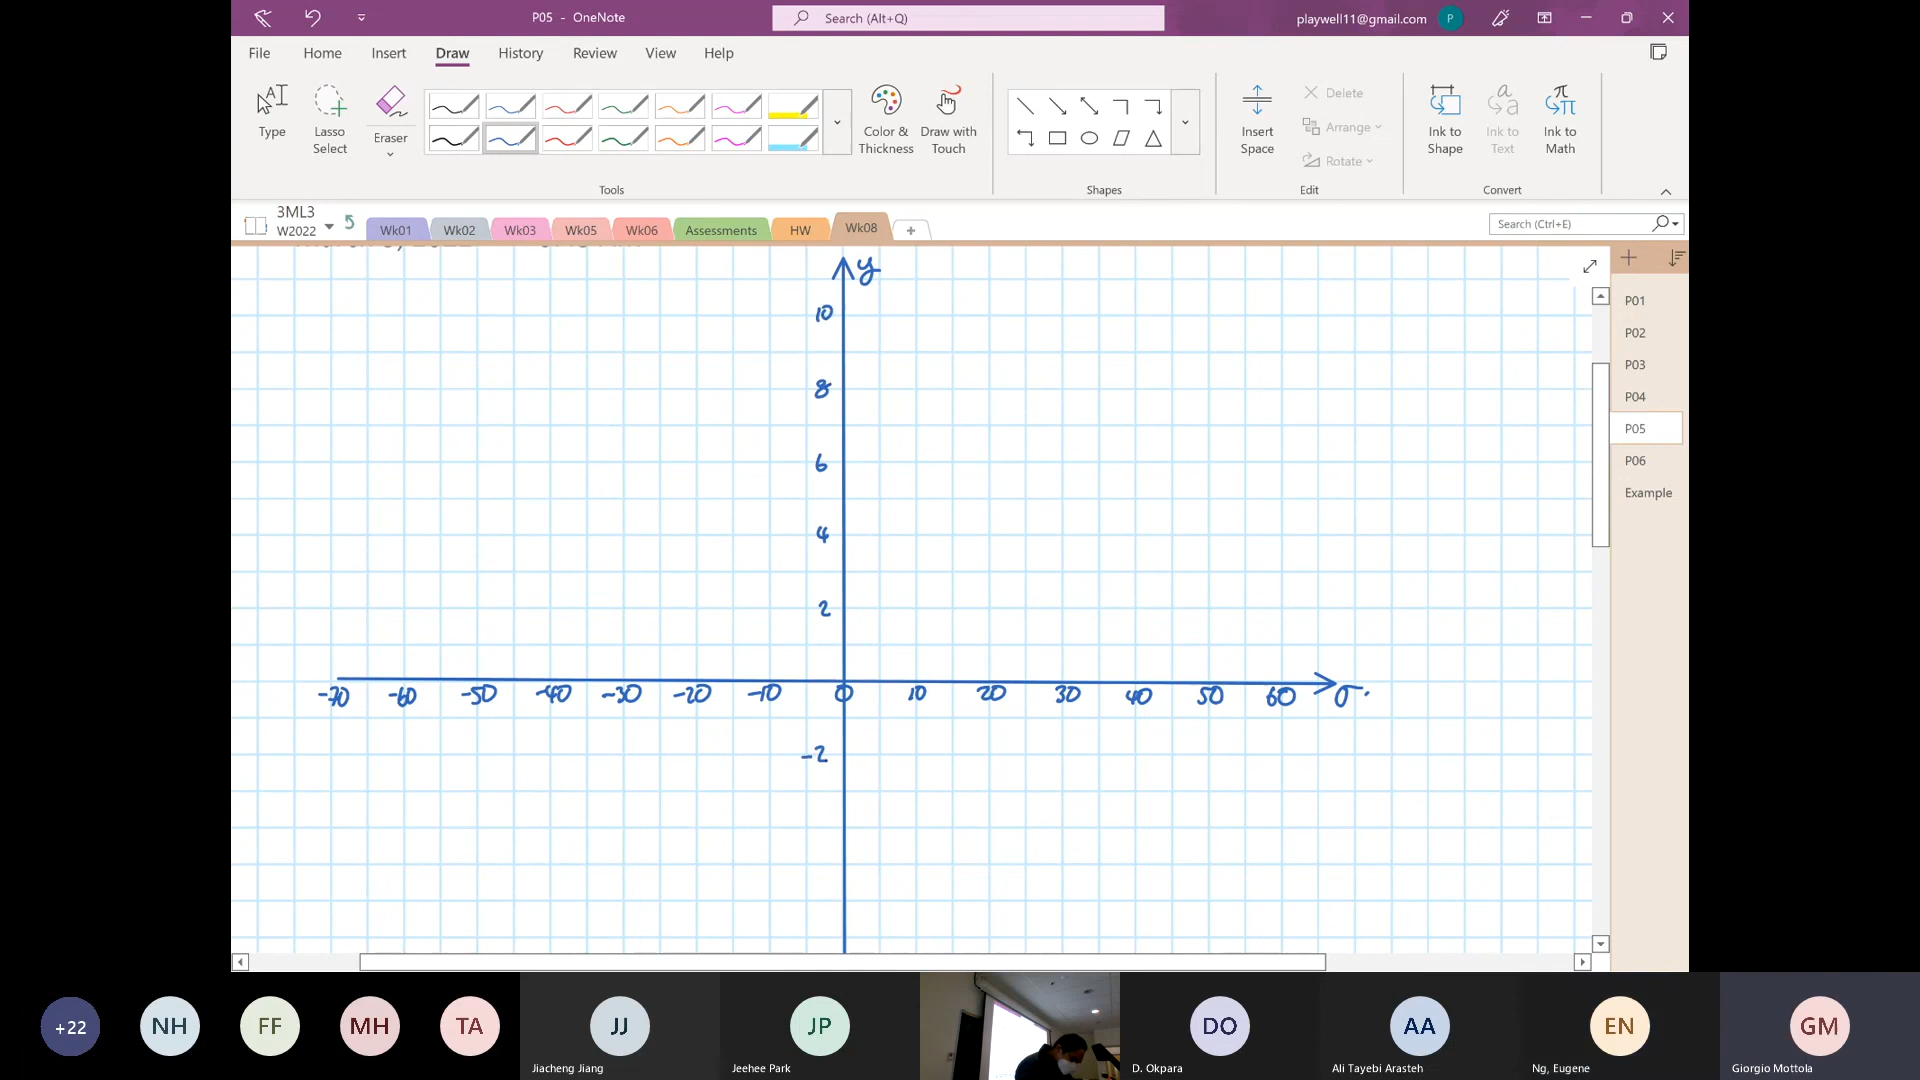 P05 - OneNote
Search (Alt+Q)
playwell11@gmail.com
P
File
Home
Insert
Draw
History
Review
View
Help
Type
Lasso Select
Eraser
Color & Thickness
Draw with Touch
Insert Space
Delete
Arrange
Rotate
Ink to Shape
Ink to Text
Ink to Math
Tools
Shapes
Edit
Convert
3ML3
W2022
Wk01
Wk02
Wk03
Wk05
Wk06
Assessments
HW
Wk08
Search (Ctrl+E)
y
10
8
6
4
2
-70 -60 -50 -40 -30 -20 -10 0 10 20 30 40 50 60 σ
-2
P01
P02
P03
P04
P05
P06
Example
+22
NH
FF
MH
TA
JJ
JP
DO
AA
EN
GM
Jiacheng Jiang
Jeehee Park
D. Okpara
Ali Tayebi Arasteh
Ng, Eugene
Giorgio Mottola